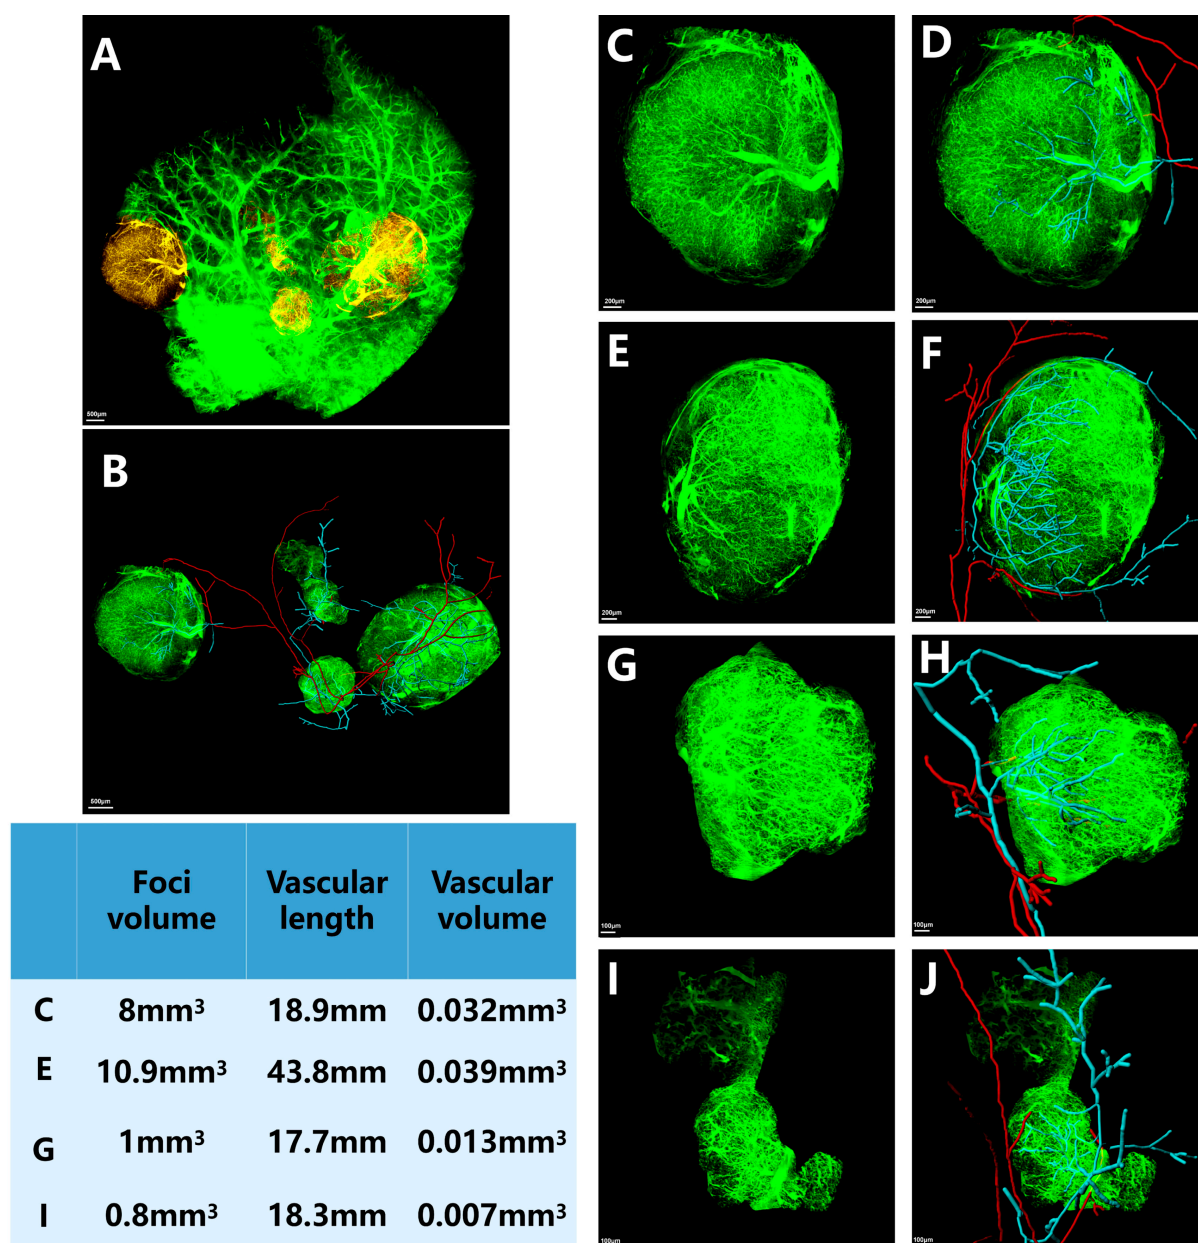 A
500μm
B
500μm
Foci volume Vascular length Vascular volume
C 8mm³ 18.9mm 0.032mm³
E 10.9mm³ 43.8mm 0.039mm³
G 1mm³ 17.7mm 0.013mm³
I 0.8mm³ 18.3mm 0.007mm³
C
200μm
D
200μm
E
200μm
F
200μm
G
100μm
H
100μm
I
100μm
J
100μm